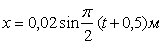 x = 0,02 sin π/2 (t + 0,5) м